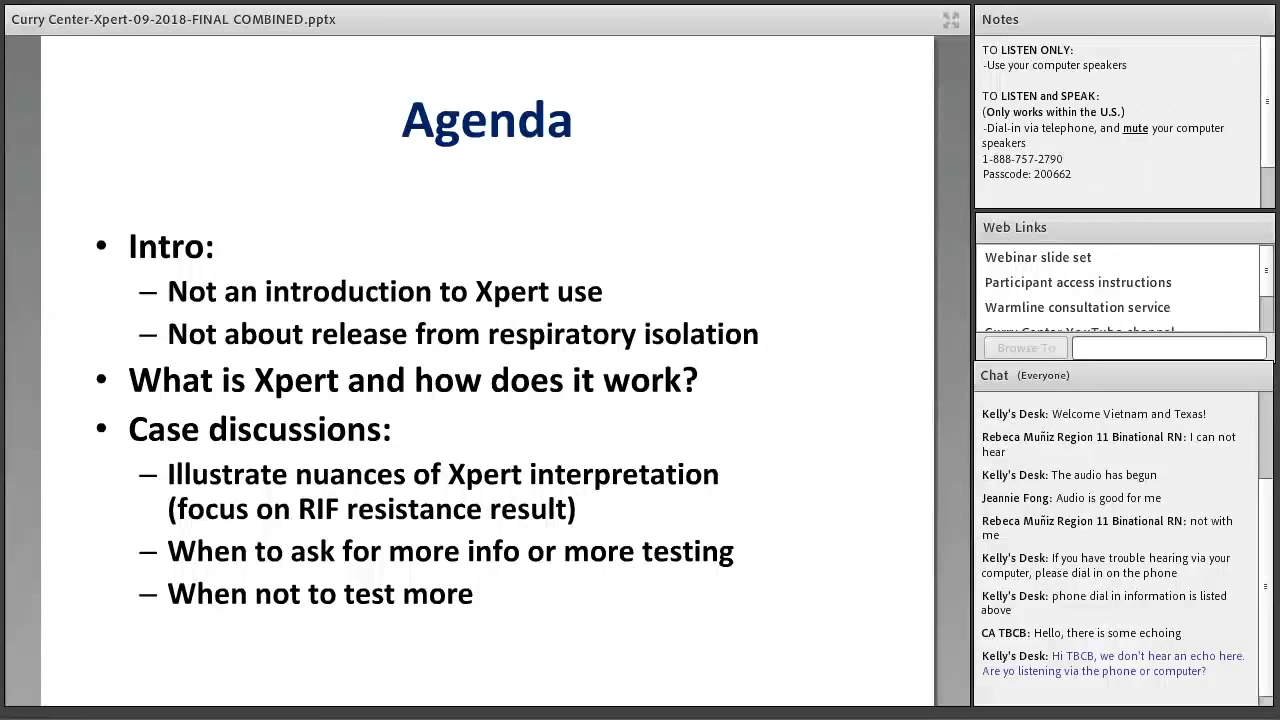 Curry Center-Xpert-09-2018-FINAL COMBINED.pptx
Agenda
• Intro:
– Not an introduction to Xpert use
– Not about release from respiratory isolation
• What is Xpert and how does it work?
• Case discussions:
– Illustrate nuances of Xpert interpretation
(focus on RIF resistance result)
– When to ask for more info or more testing
– When not to test more
Notes
TO LISTEN ONLY:
-Use your computer speakers
TO LISTEN and SPEAK:
(Only works within the U.S.)
-Dial-in via telephone, and mute your computer
speakers
1-888-757-2790
Passcode: 200662
Web Links
Webinar slide set
Participant access instructions
Warmline consultation service
Curry Center YouTube channel
Browse To
Chat (Everyone)
Kelly's Desk: Welcome Vietnam and Texas!
Rebeca Muñiz Region 11 Binational RN: I can not
hear
Kelly's Desk: The audio has begun
Jeannie Fong: Audio is good for me
Rebeca Muñiz Region 11 Binational RN: not with
me
Kelly's Desk: If you have trouble hearing via your
computer, please dial in on the phone
Kelly's Desk: phone dial in information is listed
above
CA TBCB: Hello, there is some echoing
Kelly's Desk: Hi TBCB, we don't hear an echo here.
Are yo listening via the phone or computer?